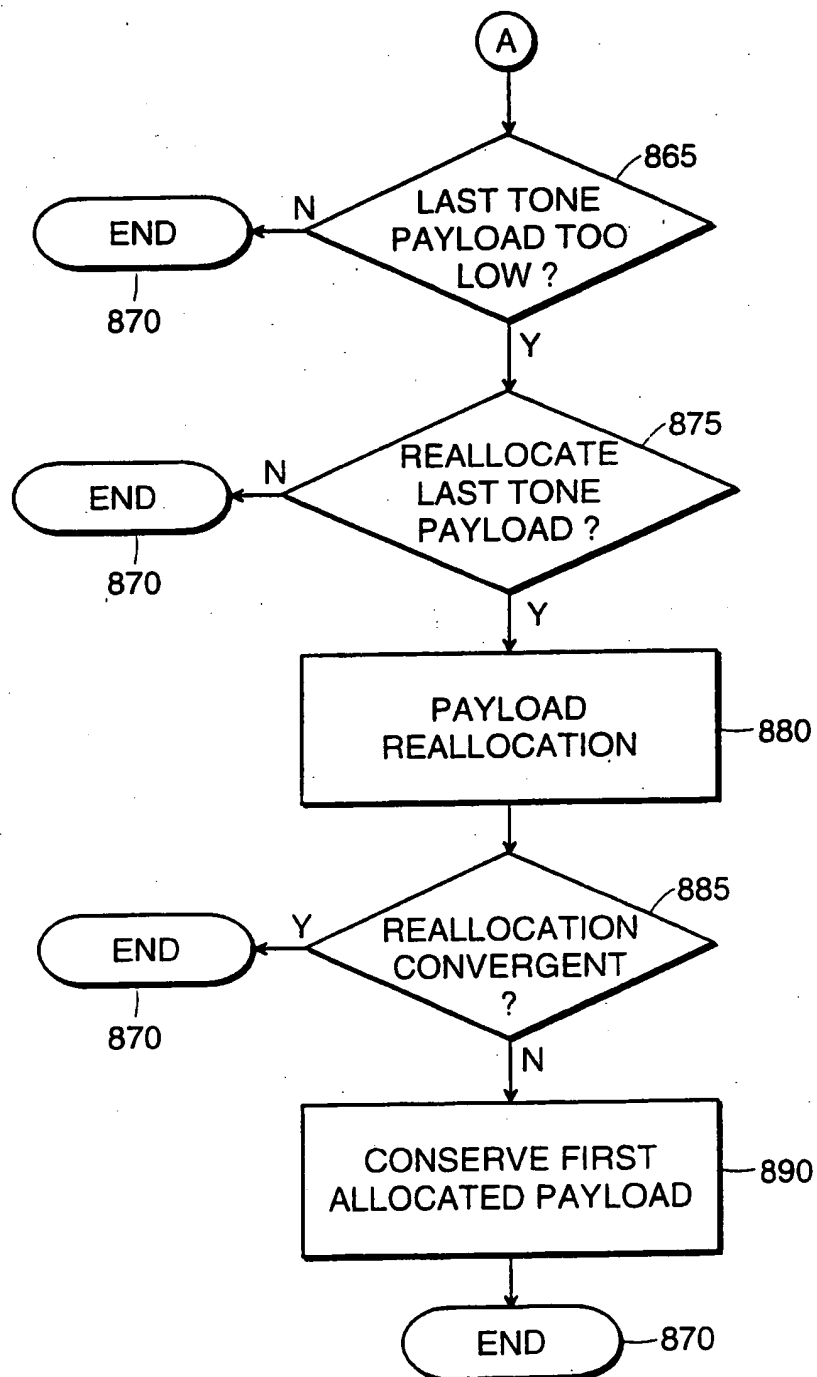 A
865
LAST TONE
PAYLOAD TOO
LOW ?
N
END
870
Y
875
REALLOCATE
LAST TONE
PAYLOAD ?
N
END
870
Y
PAYLOAD
REALLOCATION
880
885
REALLOCATION
CONVERGENT
?
Y
END
870
N
CONSERVE FIRST
ALLOCATED PAYLOAD
890
END
870